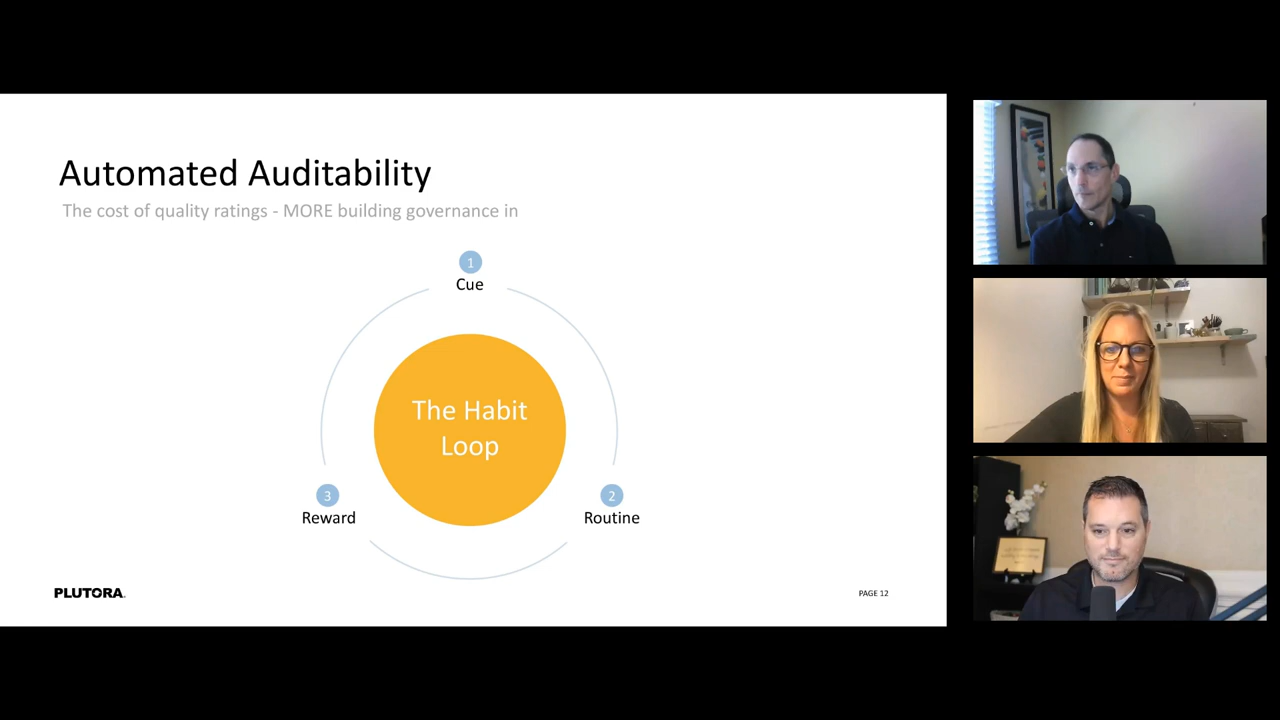 Automated Auditability
The cost of quality ratings - MORE building governance in
1
Cue
The Habit
Loop
3
Reward
2
Routine
PLUTORA
PAGE 12